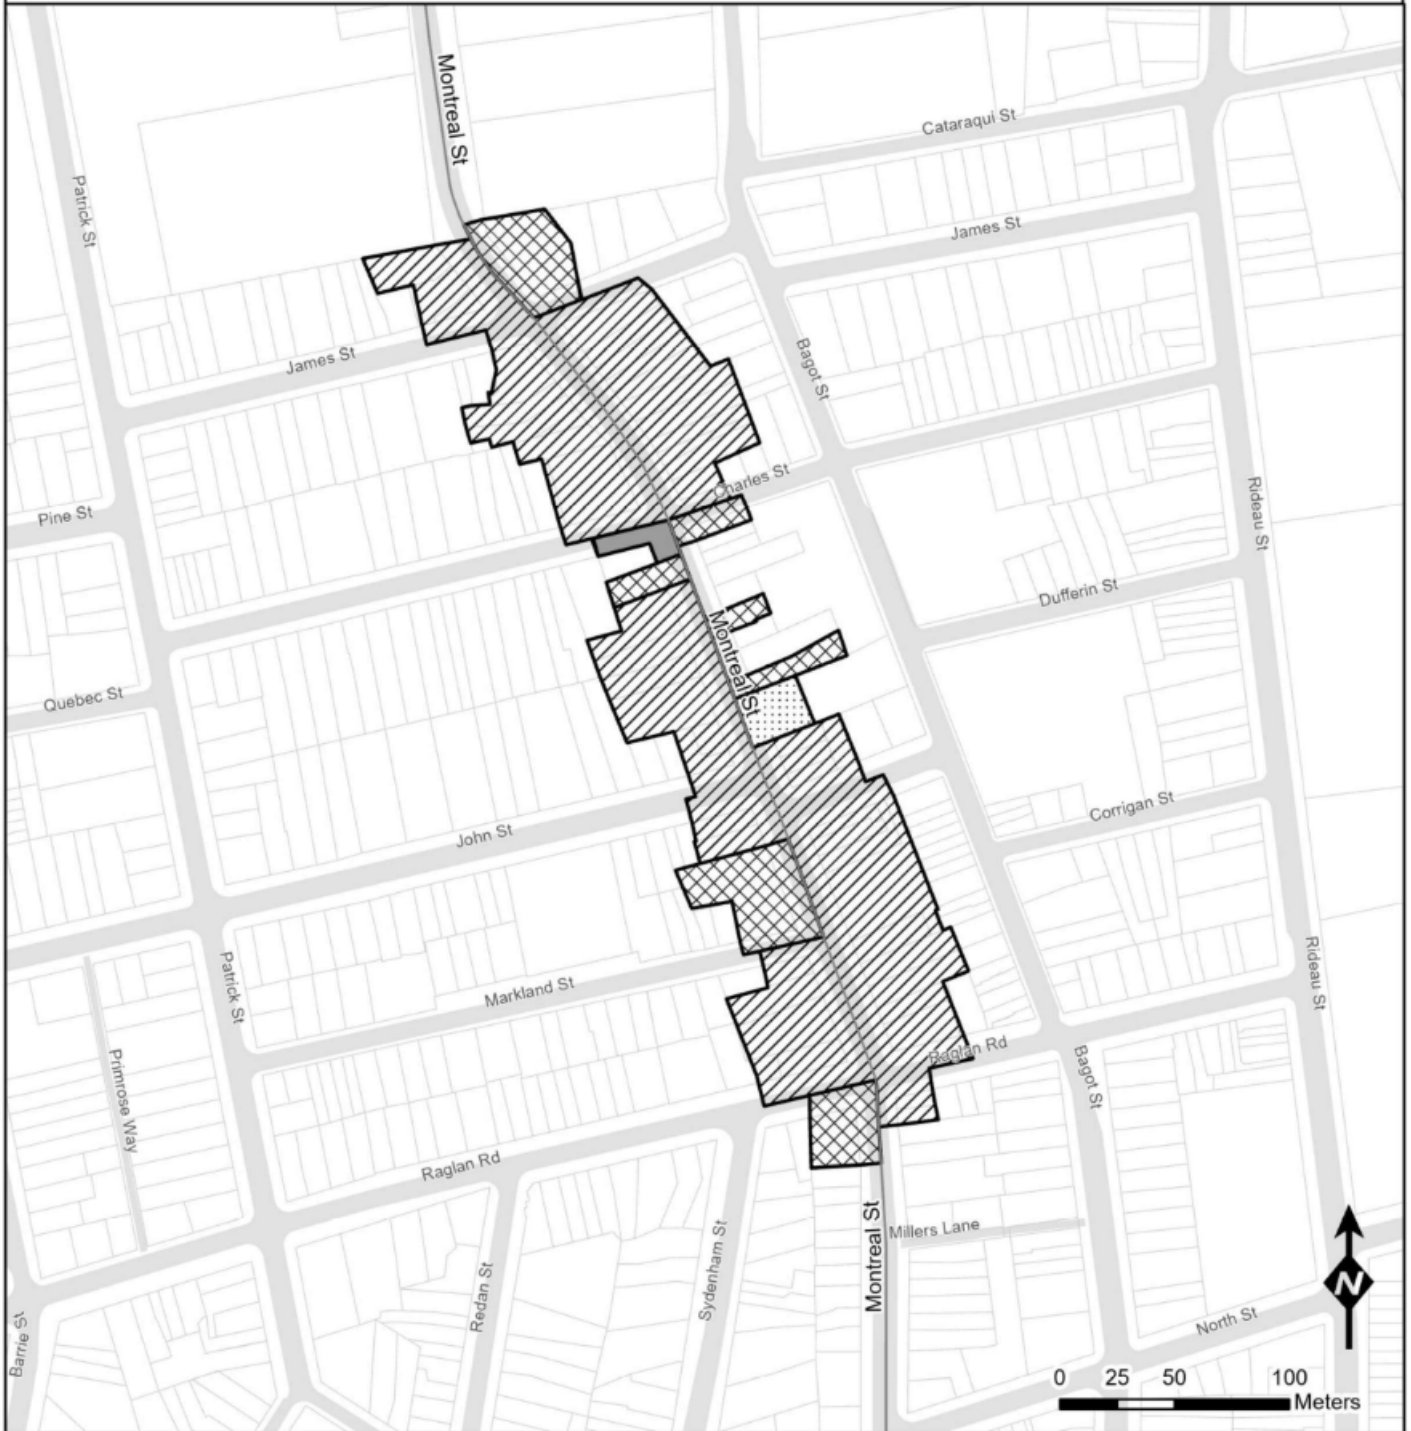 Montreal St
Cataraqui St
Patrick St
James St
James St
Bagot St
Charles St
Pine St
Rideau St
Dufferin St
Montreal St
Quebec St
Corrigan St
John St
Patrick St
Markland St
Rideau St
Raglan Rd
Primrose Way
Bagot St
Raglan Rd
Millers Lane
Montreal St
Sydenham St
Redan St
N
North St
Barrie St
0 25 50 100
Meters